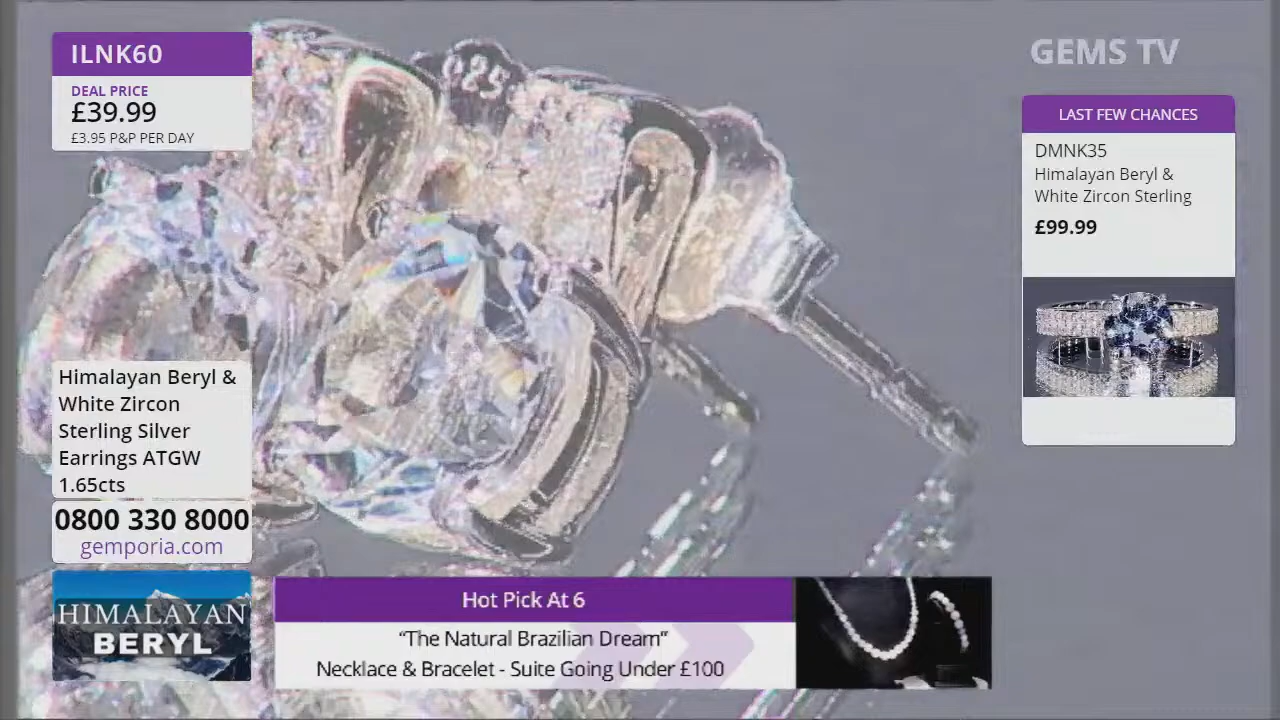 ILNK60
DEAL PRICE
£39.99
£3.95 P&P PER DAY
Himalayan Beryl &
White Zircon
Sterling Silver
Earrings ATGW
1.65cts
0800 330 8000
gemporia.com
HIMALAYAN
BERYL
Hot Pick At 6
“The Natural Brazilian Dream”
Necklace & Bracelet - Suite Going Under £100
GEMS TV
LAST FEW CHANCES
DMNK35
Himalayan Beryl &
White Zircon Sterling
£99.99
925